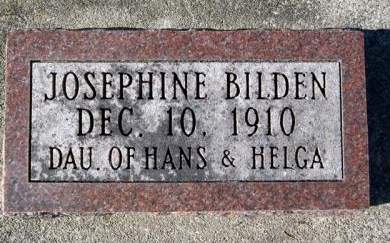 JOSEPHINE BILDEN
DEC. 10. 1910
DAU. OF HANS & HELGA